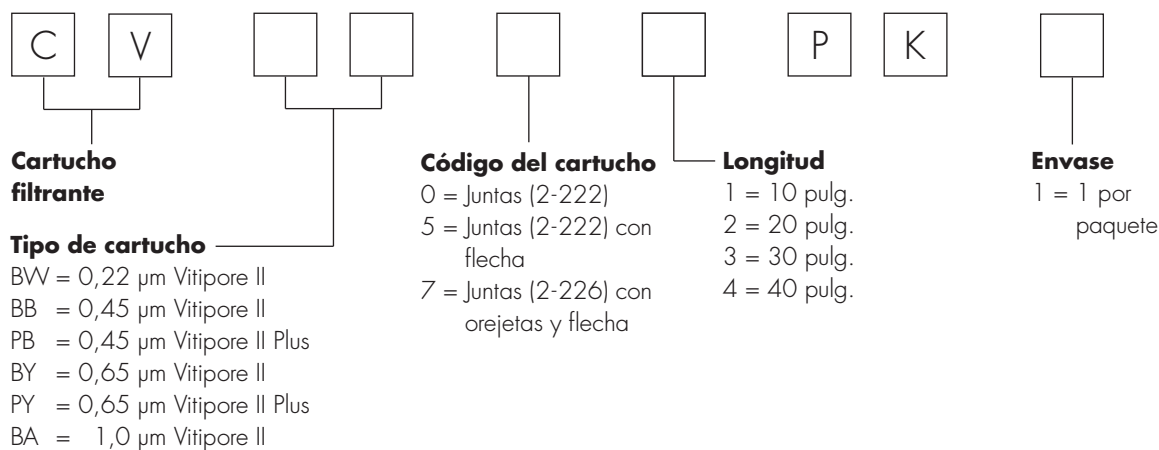 C V P K
Cartucho
filtrante
Tipo de cartucho
BW = 0,22 µm Vitipore II
BB = 0,45 µm Vitipore II
PB = 0,45 µm Vitipore II Plus
BY = 0,65 µm Vitipore II
PY = 0,65 µm Vitipore II Plus
BA = 1,0 µm Vitipore II
Código del cartucho
0 = Juntas (2-222)
5 = Juntas (2-222) con
flecha
7 = Juntas (2-226) con
orejetas y flecha
Longitud
1 = 10 pulg.
2 = 20 pulg.
3 = 30 pulg.
4 = 40 pulg.
Envase
1 = 1 por
paquete